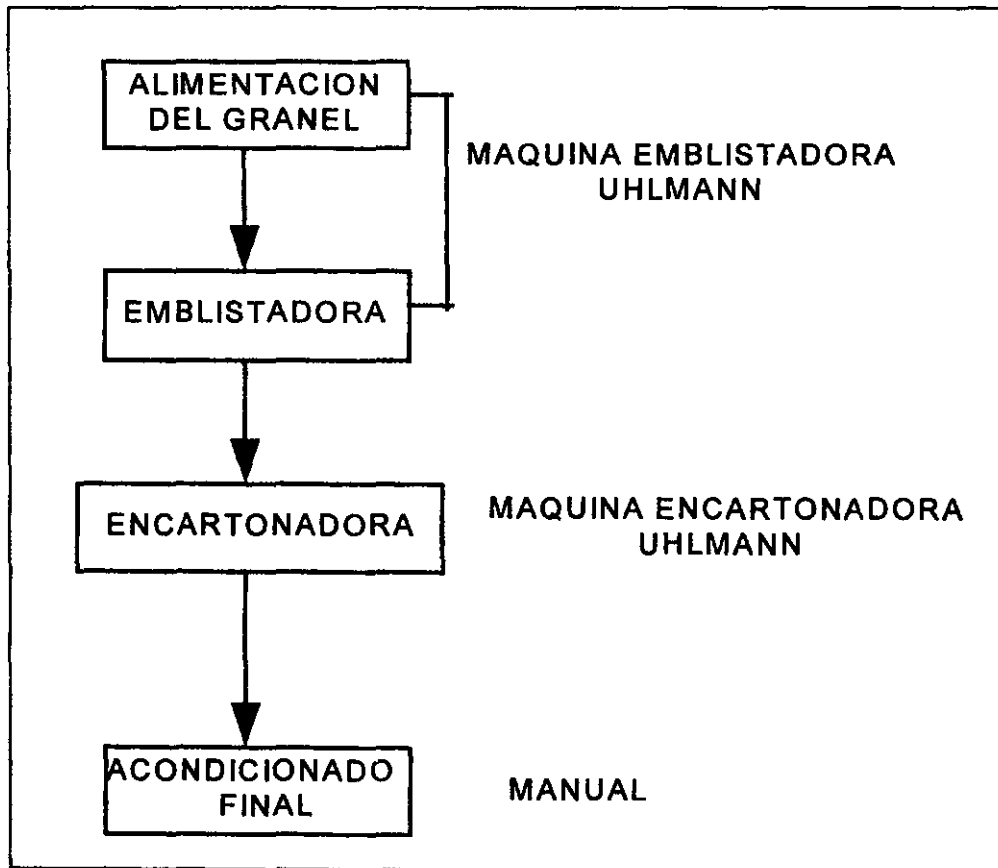 ALIMENTACION
DEL GRANEL
MAQUINA EMBLISTADORA
UHLMANN
EMBLISTADORA
ENCARTONADORA
MAQUINA ENCARTONADORA
UHLMANN
ACONDICIONADO
FINAL
MANUAL